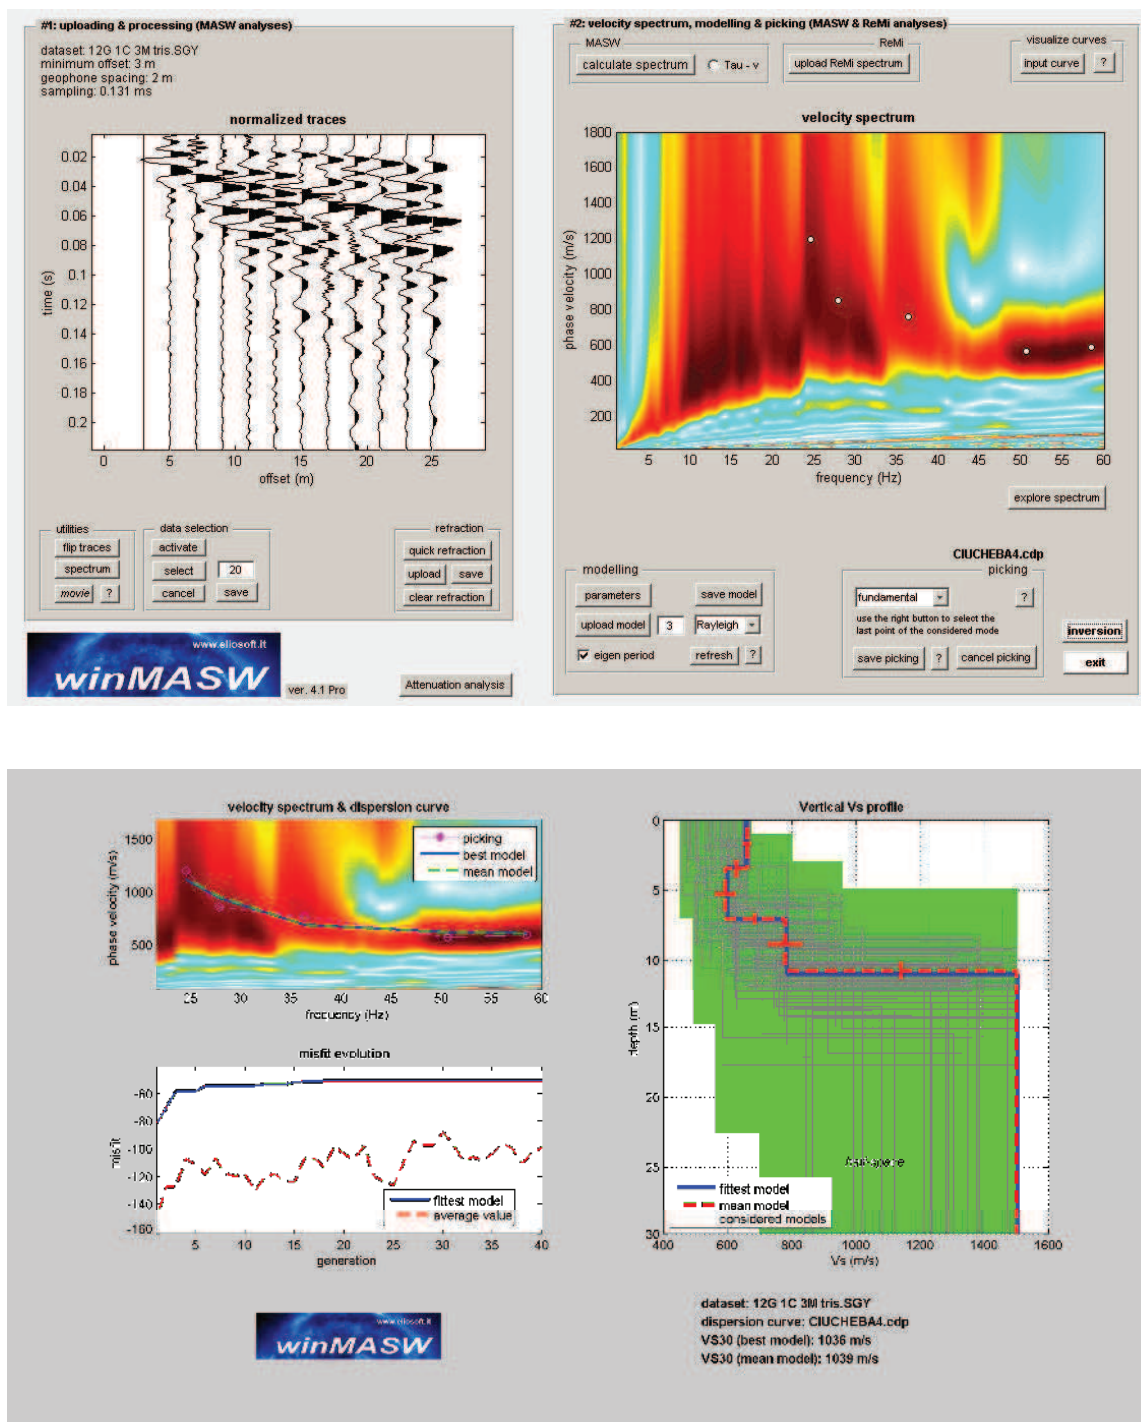 #1: uploading & processing (MASW analyses)
dataset: 12G 1C 3M tris.SGY
minimum offset: 3 m
geophone spacing: 2 m
sampling: 0.131 ms
normalized traces
0.02
0.04
0.06
0.08
0.1
0.12
0.14
0.16
0.18
0.2
time (s)
0 5 10 15 20 25
offset (m)
utilities
flip traces
spectrum
movie ?
data selection
activate
select 20
cancel save
refraction
quick refraction
upload save
clear refraction
www.eliosoft.it
winMASW
ver. 4.1 Pro
Attenuation analysis
#2: velocity spectrum, modelling & picking (MASW & ReMi analyses)
MASW
calculate spectrum Tau - v
ReMi
upload ReMi spectrum
visualize curves
input curve ?
velocity spectrum
1800
1600
1400
1200
1000
800
600
400
200
phase velocity (m/s)
5 10 15 20 25 30 35 40 45 50 55 60
frequency (Hz)
explore spectrum
CIUCHEBA4.cdp
modelling
parameters save model
upload model 3 Rayleigh
eigen period refresh ?
picking
fundamental ?
use the right button to select the
last point of the considered mode
save picking ? cancel picking
inversion
exit
velocity spectrum & dispersion curve
1500
1000
500
phase velocity (m/s)
picking
best model
mean model
25 30 35 40 45 50 55 60
frequency (Hz)
misfit evolution
-60
-80
-100
-120
-140
-160
misfit
fittest model
average value
5 10 15 20 25 30 35 40
generation
www.eliosoft.it
winMASW
Vertical Vs profile
0
5
10
15
20
25
30
depth (m)
half-space
fittest model
mean model
considered models
400 600 800 1000 1200 1400 1600
Vs (m/s)
dataset: 12G 1C 3M tris.SGY
dispersion curve: CIUCHEBA4.cdp
VS30 (best model): 1036 m/s
VS30 (mean model): 1039 m/s